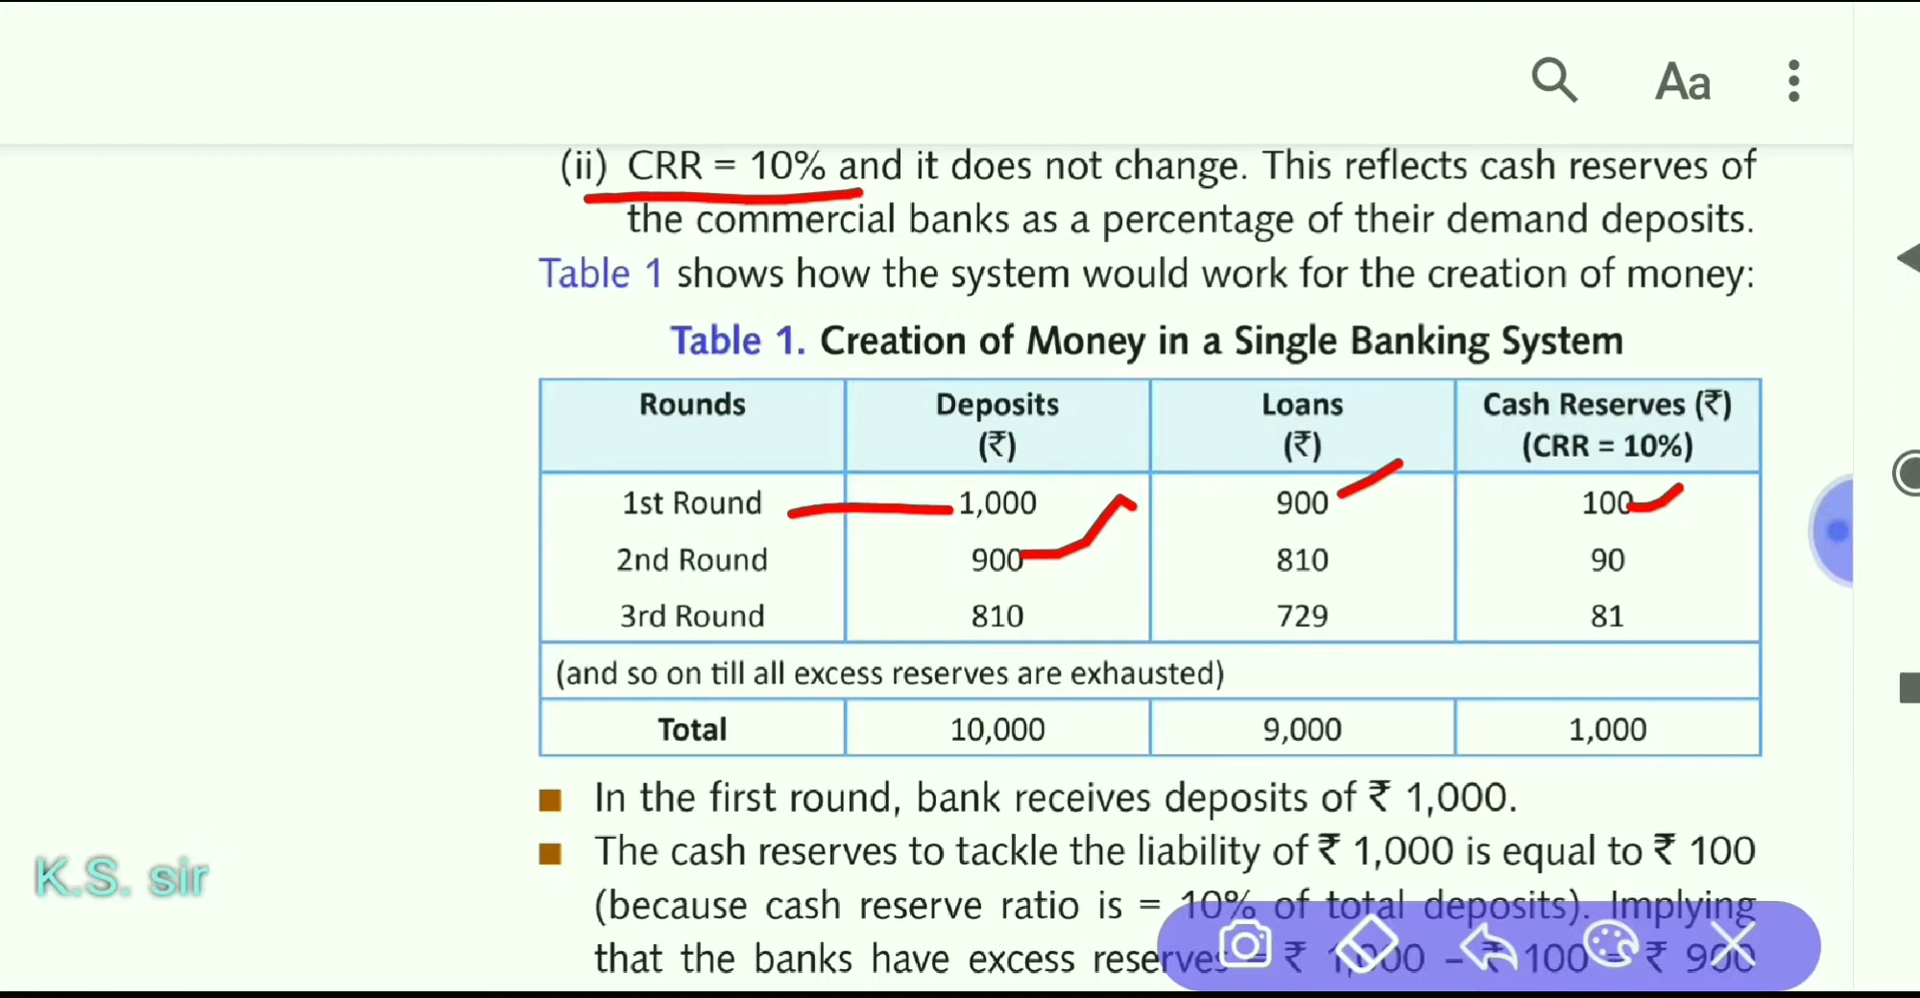 Aa
(ii) CRR = 10% and it does not change. This reflects cash reserves of
the commercial banks as a percentage of their demand deposits.
Table 1 shows how the system would work for the creation of money:
Table 1. Creation of Money in a Single Banking System
Rounds Deposits (₹) Loans (₹) Cash Reserves (₹) (CRR = 10%)
1st Round 1,000 900 100
2nd Round 900 810 90
3rd Round 810 729 81
(and so on till all excess reserves are exhausted)
Total 10,000 9,000 1,000
In the first round, bank receives deposits of ₹ 1,000.
The cash reserves to tackle the liability of ₹ 1,000 is equal to ₹ 100
(because cash reserve ratio is = 10% of total deposits). Implying
that the banks have excess reserves = ₹ 1,000 – ₹ 100 = ₹ 900
K.S. sir